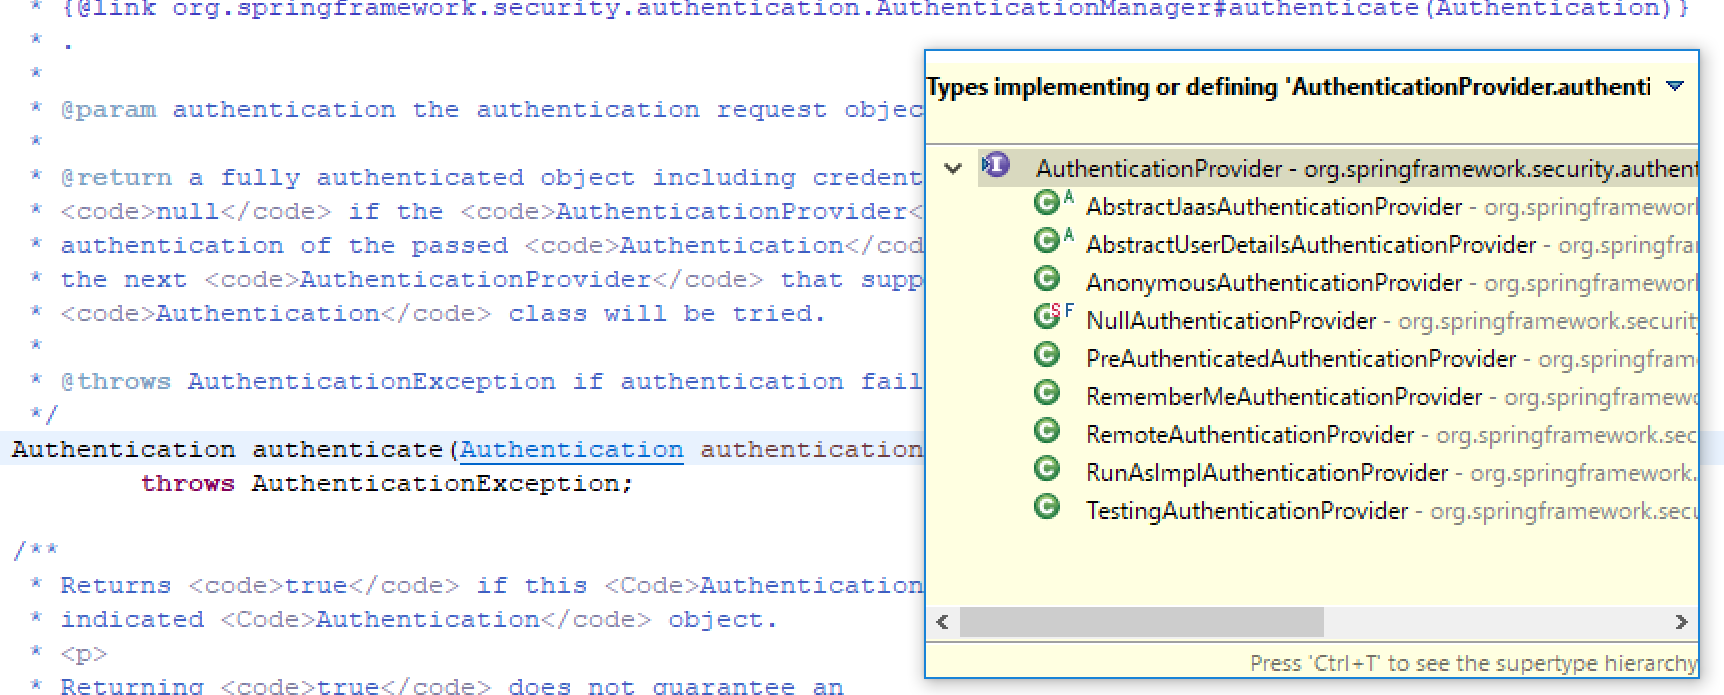 * {@link org.springframework.security.authentication.AuthenticationManager#authenticate(Authentication)}
* .
*
* @param authentication the authentication request objec
*
* @return a fully authenticated object including credent
* <code>null</code> if the <code>AuthenticationProvider<
* authentication of the passed <code>Authentication</cod
* the next <code>AuthenticationProvider</code> that supp
* <code>Authentication</code> class will be tried.
*
* @throws AuthenticationException if authentication fail
*/
Authentication authenticate(Authentication authentication
throws AuthenticationException;
/**
* Returns <code>true</code> if this <Code>Authentication
* indicated <Code>Authentication</code> object.
* <p>
* Returning <code>true</code> does not guarantee an
Types implementing or defining 'AuthenticationProvider.authenti
I AuthenticationProvider - org.springframework.security.authent
C A AbstractJaasAuthenticationProvider - org.springframework
C A AbstractUserDetailsAuthenticationProvider - org.springfra
C AnonymousAuthenticationProvider - org.springframework
C S F NullAuthenticationProvider - org.springframework.security
C PreAuthenticatedAuthenticationProvider - org.springfram
C RememberMeAuthenticationProvider - org.springframewo
C RemoteAuthenticationProvider - org.springframework.sec
C RunAsImplAuthenticationProvider - org.springframework.
C TestingAuthenticationProvider - org.springframework.secu
Press 'Ctrl+T' to see the supertype hierarchy